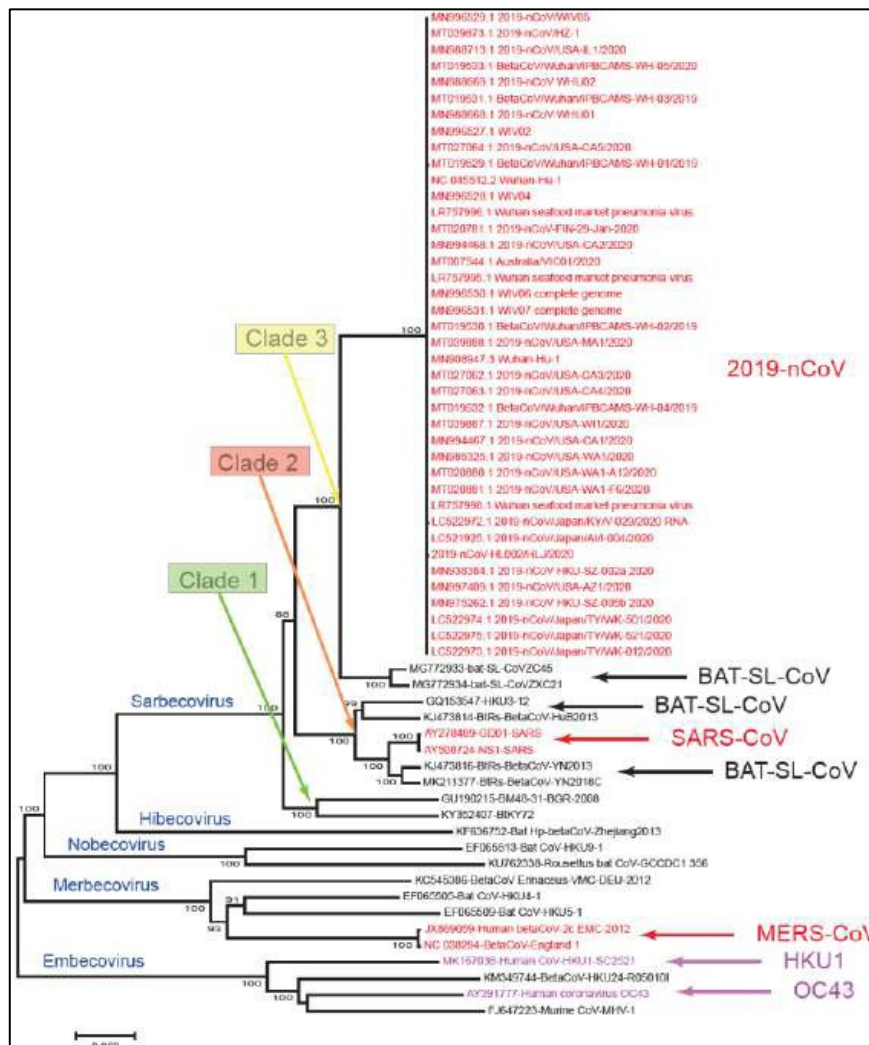 MN996529.1 2019-nCoV/WIV05
MT039873.1 2019-nCoV/HZ-1
MN988713.1 2019-nCoV/USA-IL1/2020
MT019533.1 BetaCoV/Wuhan/IPBCAMS-WH-05/2020
MN988669.1 2019-nCoV WHU02
MT019531.1 BetaCoV/Wuhan/IPBCAMS-WH-03/2019
MN988668.1 2019-nCoV WHU01
MN996527.1 WIV02
MT027064.1 2019-nCoV/USA-CA5/2020
MT019529.1 BetaCoV/Wuhan/IPBCAMS-WH-01/2019
NC 045512.2 Wuhan-Hu-1
MN996528.1 WIV04
LR757996.1 Wuhan seafood market pneumonia virus
MT020781.1 2019-nCoV-FIN-29-Jan-2020
MN994468.1 2019-nCoV/USA-CA2/2020
MT007544.1 Australia/VIC01/2020
LR757995.1 Wuhan seafood market pneumonia virus
MN996530.1 WIV06 complete genome
MN996531.1 WIV07 complete genome
MT019530.1 BetaCoV/Wuhan/IPBCAMS-WH-02/2019
MT039888.1 2019-nCoV/USA-MA1/2020
Clade 3
100
MN908947.3 Wuhan-Hu-1
2019-nCoV
MT027062.1 2019-nCoV/USA-CA3/2020
MT027063.1 2019-nCoV/USA-CA4/2020
MT019532.1 BetaCoV/Wuhan/IPBCAMS-WH-04/2019
MT039887.1 2019-nCoV/USA-WI1/2020
MN994467.1 2019-nCoV/USA-CA1/2020
Clade 2
MN985325.1 2019-nCoV/USA-WA1/2020
MT020880.1 2019-nCoV/USA-WA1-A12/2020
MT020881.1 2019-nCoV/USA-WA1-F6/2020
100
LR757998.1 Wuhan seafood market pneumonia virus
LC522972.1 2019-nCoV/Japan/KY/V-029/2020 RNA
LC521925.1 2019-nCoV/Japan/AI/I-004/2020
2019-nCoV-HL002/HLJ/2020
Clade 1
MN938384.1 2019-nCoV HKU-SZ-002a 2020
MN997409.1 2019-nCoV/USA-AZ1/2020
MN975262.1 2019-nCoV HKU-SZ-005b 2020
88
LC522974.1 2019-nCoV/Japan/TY/WK-501/2020
LC522975.1 2019-nCoV/Japan/TY/WK-521/2020
LC522973.1 2019-nCoV/Japan/TY/WK-012/2020
MG772933-bat-SL-CoVZC45
BAT-SL-CoV
100
MG772934-bat-SL-CoVZXC21
Sarbecovirus
99
GQ153547-HKU3-12
BAT-SL-CoV
100
KJ473814-BtRs-BetaCoV-HuB2013
100
AY278489-GD01-SARS
SARS-CoV
100
AY508724-NS1-SARS
100
KJ473816-BtRs-BetaCoV-YN2013
BAT-SL-CoV
100
MK211377-BtRs-BetaCoV-YN2018C
100
GU190215-BM48-31-BGR-2008
100
KY352407-BtKY72
100
Hibecovirus
KF636752-Bat Hp-betaCoV-Zhejiang2013
Nobecovirus
EF065513-Bat CoV-HKU9-1
100
KU762338-Rousettus bat CoV-GCCDC1 356
Merbecovirus
KC545386-BetaCoV Erinaceus-VMC-DEU-2012
100
91
EF065505-Bat CoV-HKU4-1
93
EF065509-Bat CoV-HKU5-1
JX869059-Human betaCoV-2c EMC-2012
MERS-CoV
100
NC 038294-BetaCoV-England 1
Embecovirus
MK167038-Human CoV-HKU1-SC2521
HKU1
100
KM349744-BetaCoV-HKU24-R05010I
100
AY391777-Human coronavirus OC43
OC43
100
FJ647223-Murine CoV-MHV-1